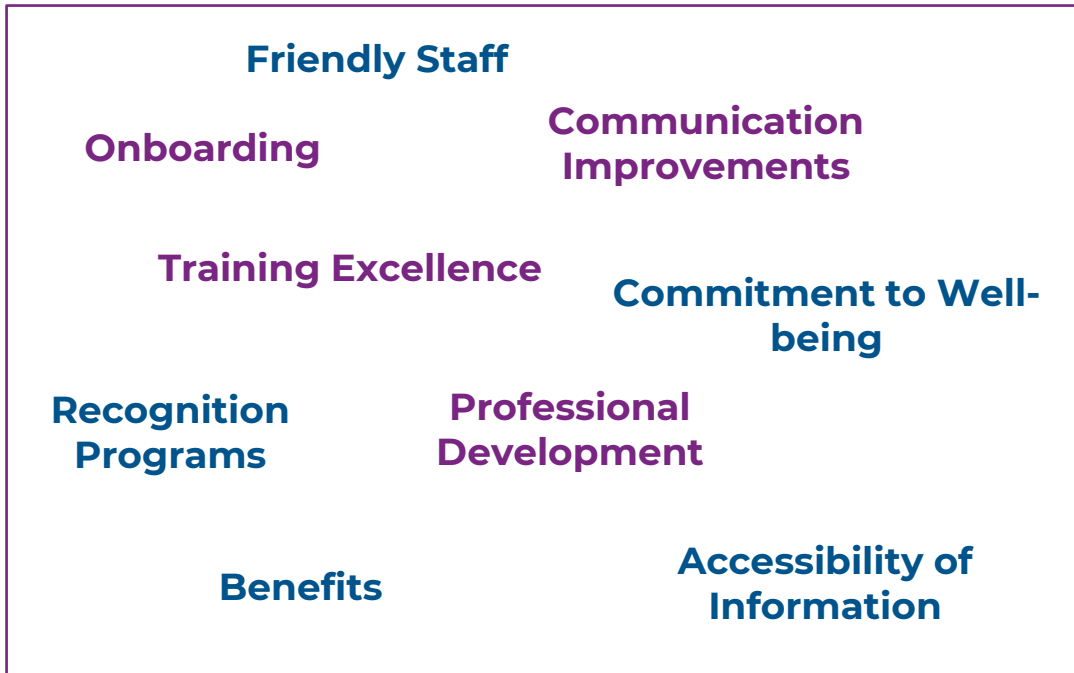 Friendly Staff
Onboarding
Communication
Improvements
Training Excellence
Commitment to Well-
being
Recognition
Programs
Professional
Development
Benefits
Accessibility of
Information